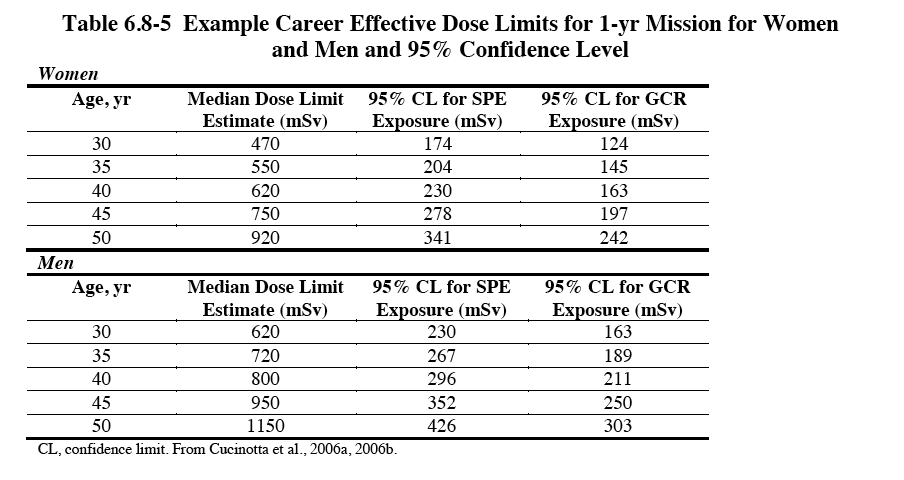 Table 6.8-5 Example Career Effective Dose Limits for 1-yr Mission for Women
and Men and 95% Confidence Level
Women
Age, yr Median Dose Limit 95% CL for SPE 95% CL for GCR
Estimate (mSv) Exposure (mSv) Exposure (mSv)
30 470 174 124
35 550 204 145
40 620 230 163
45 750 278 197
50 920 341 242
Men
Age, yr Median Dose Limit 95% CL for SPE 95% CL for GCR
Estimate (mSv) Exposure (mSv) Exposure (mSv)
30 620 230 163
35 720 267 189
40 800 296 211
45 950 352 250
50 1150 426 303
CL, confidence limit. From Cucinotta et al., 2006a, 2006b.